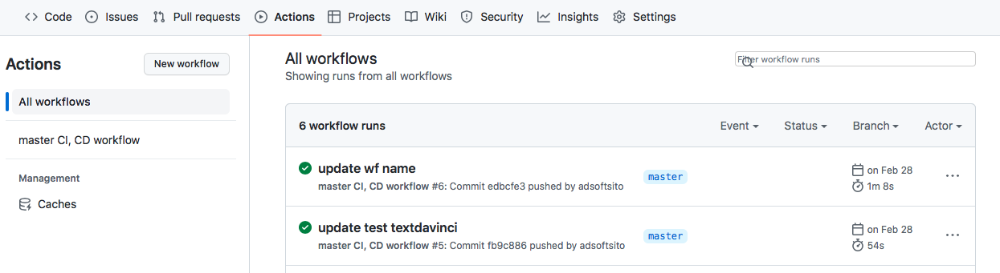 Code Issues Pull requests Actions Projects Wiki Security Insights Settings
Actions
New workflow
All workflows
master CI, CD workflow
Management
Caches
All workflows
Showing runs from all workflows
Filter workflow runs
6 workflow runs
Event Status Branch Actor
update wf name
master CI, CD workflow #6: Commit edbcfe3 pushed by adsoftsito
master
on Feb 28
1m 8s
update test textdavinci
master CI, CD workflow #5: Commit fb9c886 pushed by adsoftsito
master
on Feb 28
54s